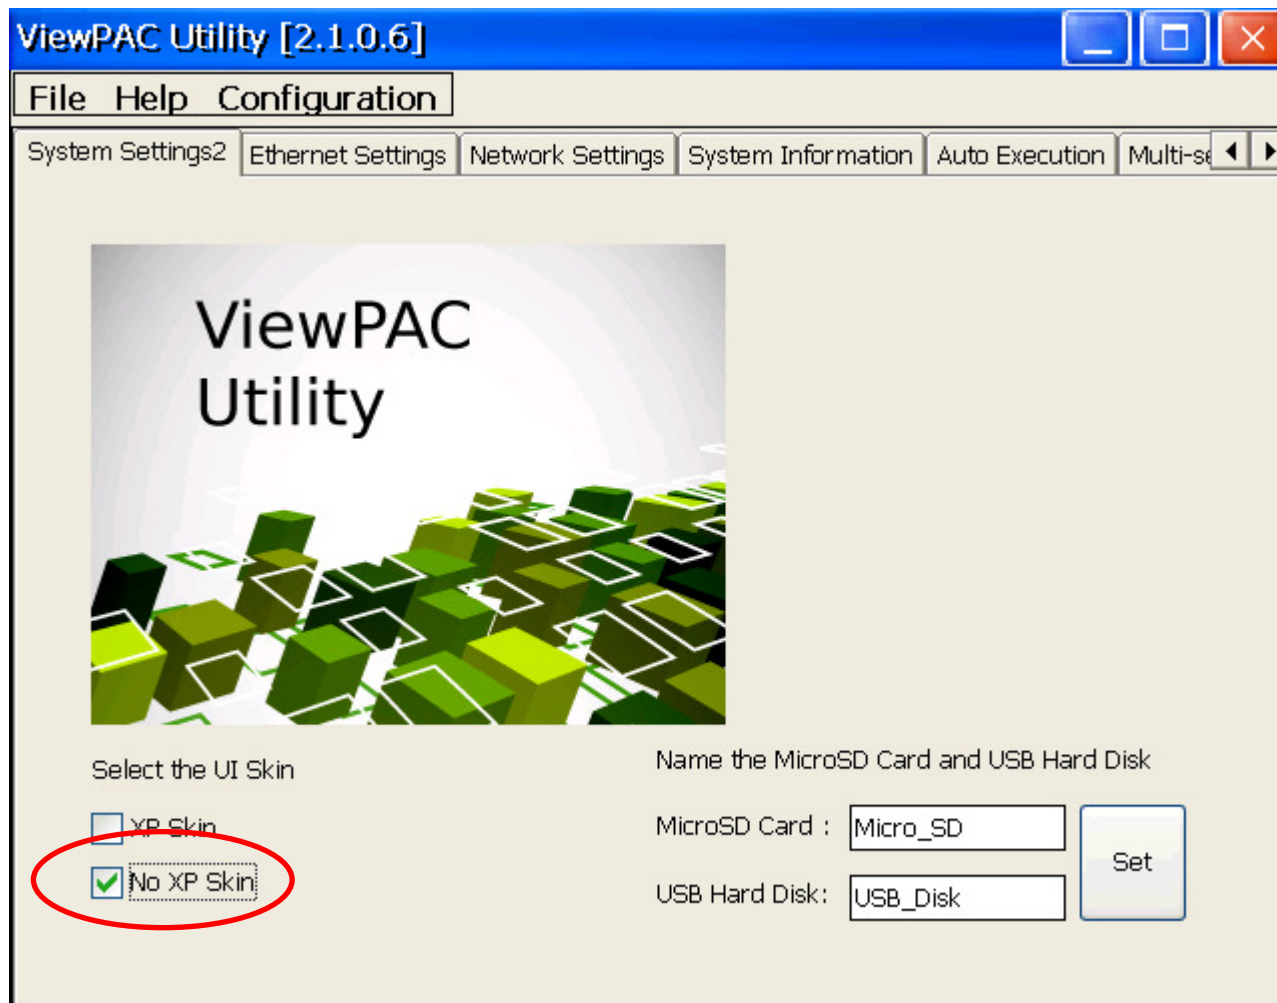 ViewPAC Utility [2.1.0.6]
File Help Configuration
System Settings2 Ethernet Settings Network Settings System Information Auto Execution
ViewPAC
Utility
Select the UI Skin
Name the MicroSD Card and USB Hard Disk
XP Skin
MicroSD Card : Micro_SD
No XP Skin
USB Hard Disk: USB_Disk
Set